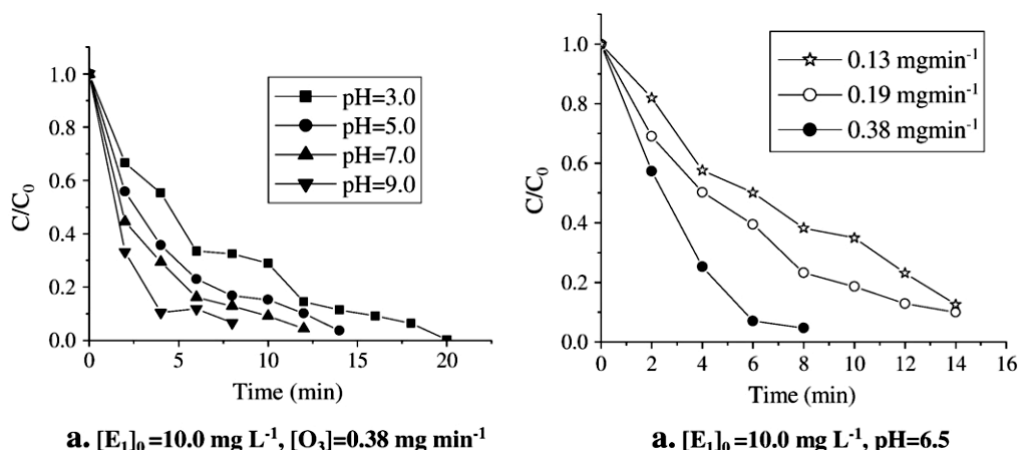 1.0
0.8
0.6
0.4
0.2
0.0
C/C₀
pH=3.0
pH=5.0
pH=7.0
pH=9.0
0 5 10 15 20
Time (min)
a. [E₁]₀ =10.0 mg L⁻¹, [O₃]=0.38 mg min⁻¹
1.0
0.8
0.6
0.4
0.2
0.0
C/C₀
0.13 mgmin⁻¹
0.19 mgmin⁻¹
0.38 mgmin⁻¹
0 2 4 6 8 10 12 14 16
Time (min)
a. [E₁]₀ =10.0 mg L⁻¹, pH=6.5